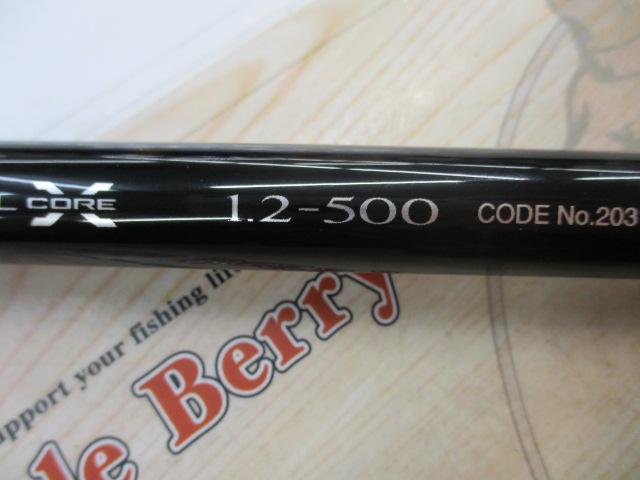 CORE X 1.2-500 CODE No.203
upport your fishing li
le Berry